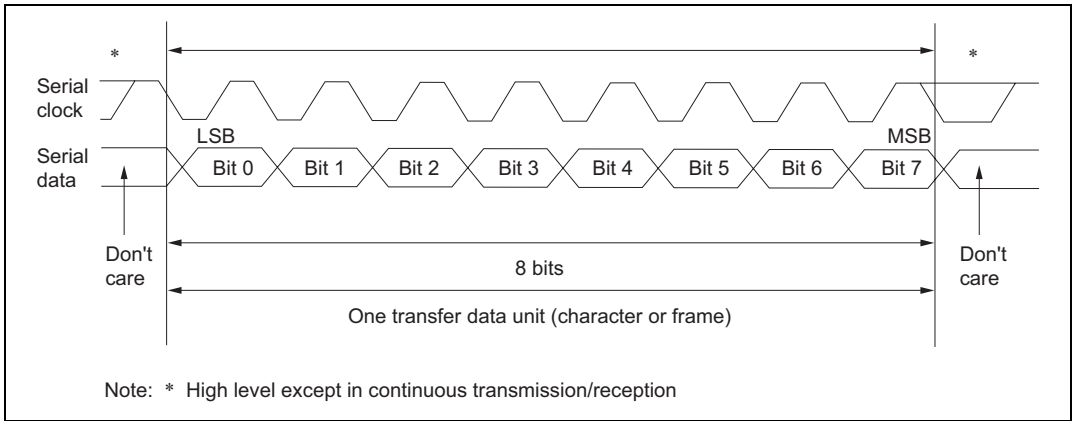 * *
Serial
clock
LSB MSB
Serial
data
Bit 0 Bit 1 Bit 2 Bit 3 Bit 4 Bit 5 Bit 6 Bit 7
Don't
care
8 bits
Don't
care
One transfer data unit (character or frame)
Note: * High level except in continuous transmission/reception